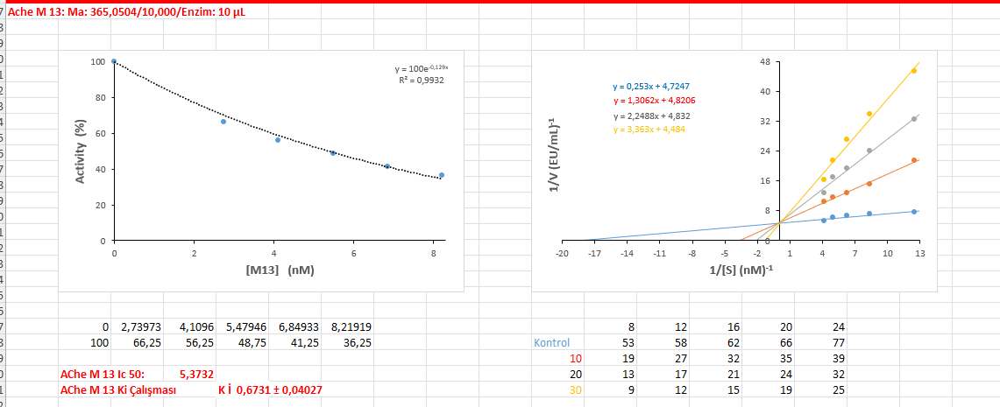 Ache M 13: Ma: 365,0504/10,000/Enzim: 10 µL
100
80
60
40
20
0
Activity (%)
y = 100e-0,129x
R² = 0,9932
0 2 4 6 8
[M13] (nM)
48
40
32
24
16
8
0
1/V (EU/mL)-1
y = 0,253x + 4,7247
y = 1,3062x + 4,8206
y = 2,2488x + 4,832
y = 3,363x + 4,484
-20 -17 -14 -11 -8 -5 -2 1 4 7 10 13
1/[S] (nM)-1
0 2,73973 4,1096 5,47946 6,84933 8,21919
100 66,25 56,25 48,75 41,25 36,25
AChe M 13 Ic 50: 5,3732
AChe M 13 Ki Çalışması K İ 0,6731 ± 0,04027
8 12 16 20 24
Kontrol 53 58 62 66 77
10 19 27 32 35 39
20 13 17 21 24 32
30 9 12 15 19 25